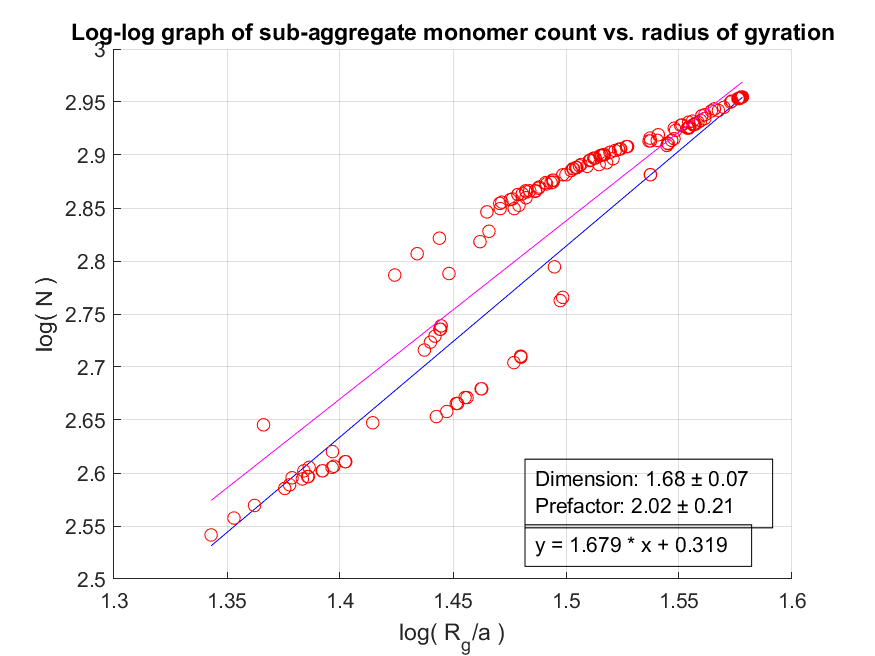 Log-log graph of sub-aggregate monomer count vs. radius of gyration
3
2.95
2.9
2.85
2.8
2.75
2.7
2.65
2.6
2.55
2.5
log( N )
Dimension: 1.68 ± 0.07
Prefactor: 2.02 ± 0.21
y = 1.679 * x + 0.319
1.3 1.35 1.4 1.45 1.5 1.55 1.6
log( R_g/a )